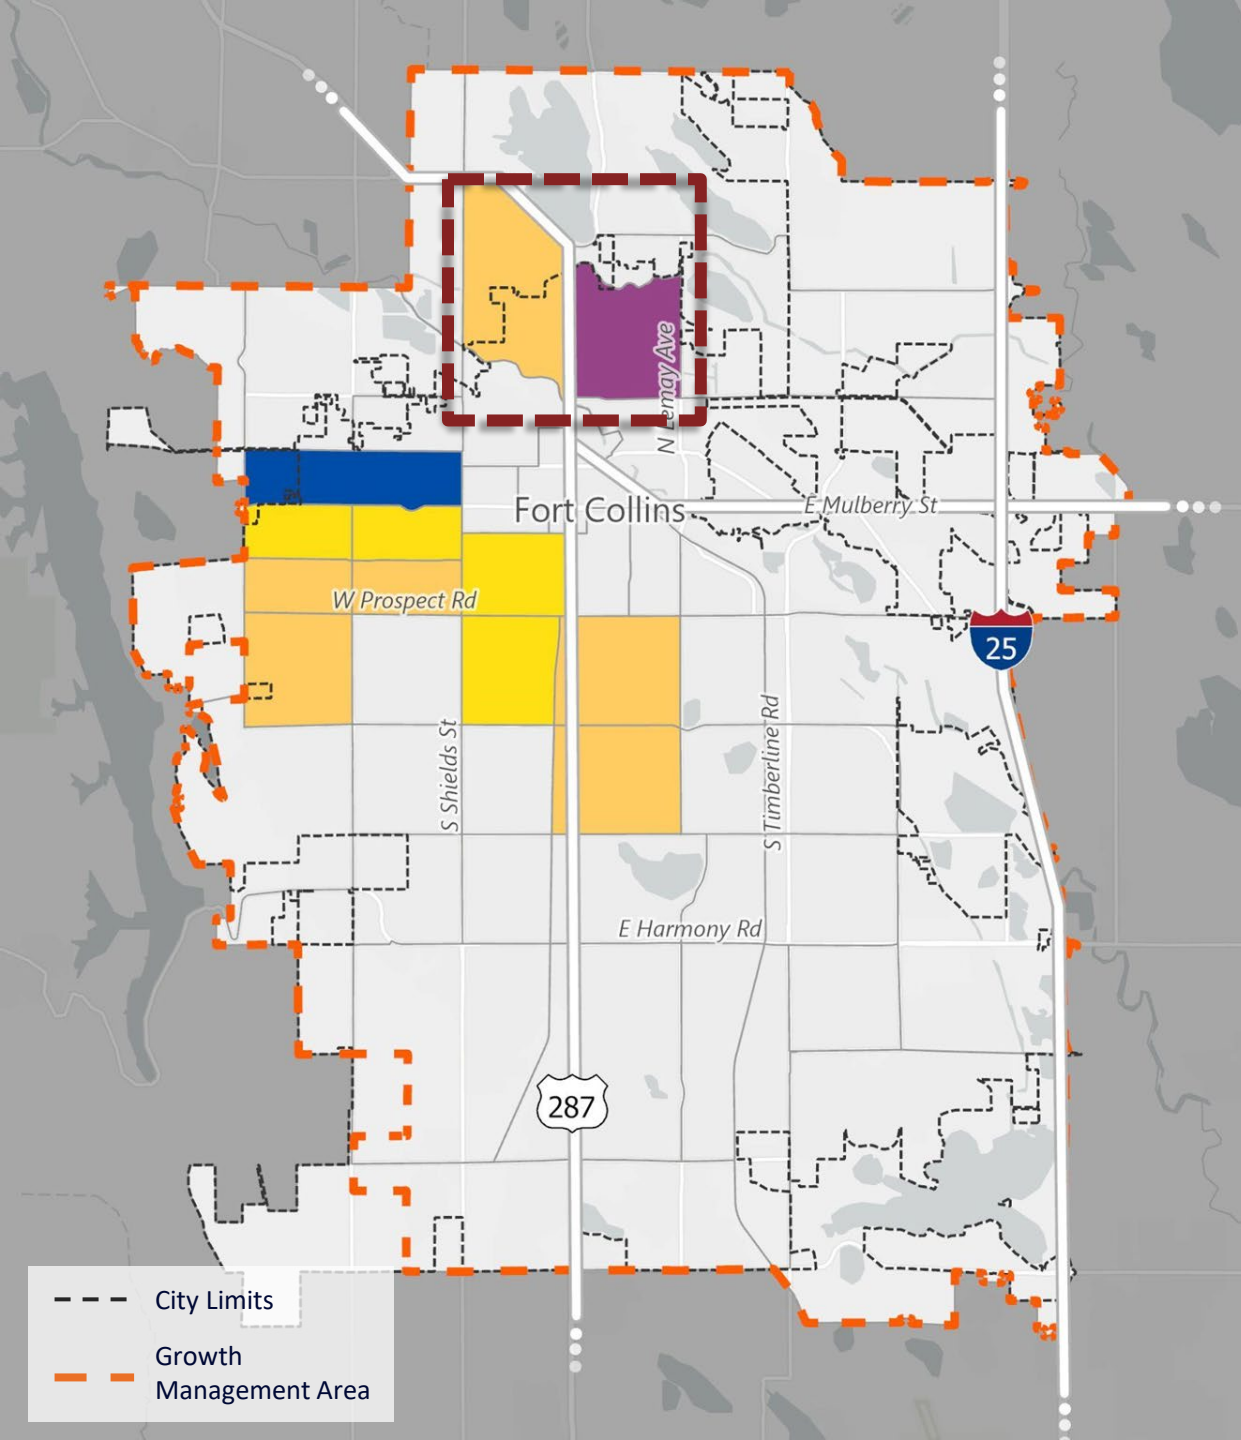 N Lemay Ave
Fort Collins
E Mulberry St
W Prospect Rd
25
S Shields St
S Timberline Rd
E Harmony Rd
287
City Limits
Growth
Management Area